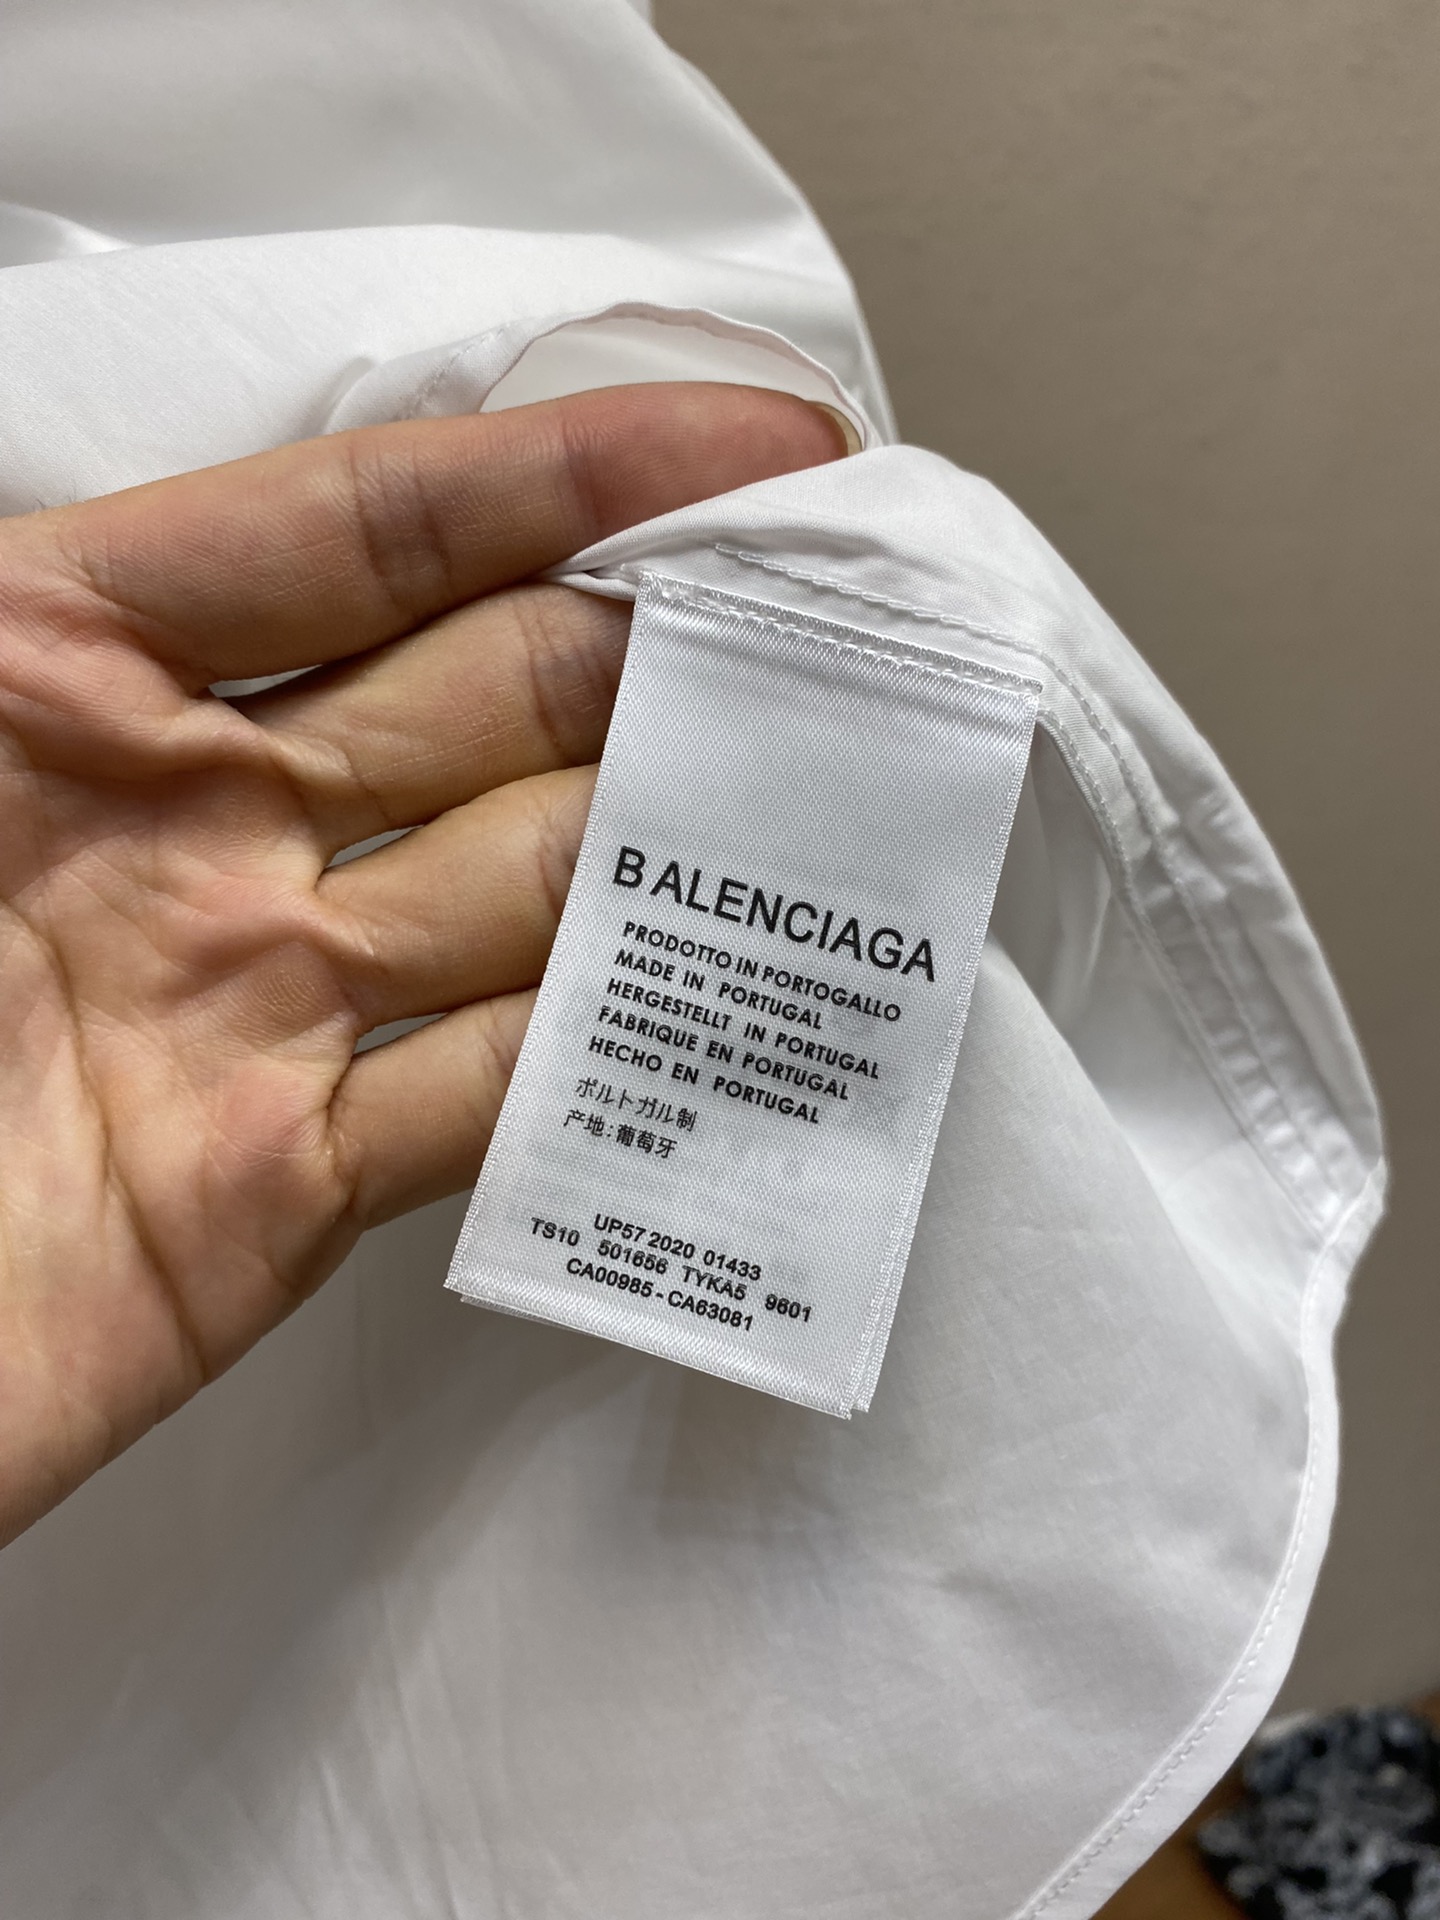 BALENCIAGA
PRODOTTO IN PORTOGALLO
MADE IN PORTUGAL
HERGESTELLT IN PORTUGAL
FABRIQUE EN PORTUGAL
HECHO EN PORTUGAL
ポルトガル制
产地:葡萄牙
UP57 2020 01433
TS10 501656 TYKA5 9601
CA00985-CA63081